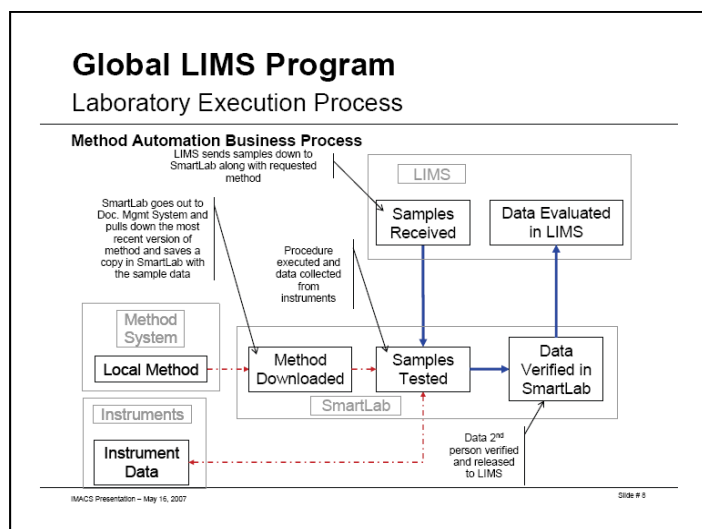 Global LIMS Program
Laboratory Execution Process
Method Automation Business Process
LIMS sends samples down to
SmartLab along with requested
method
LIMS
SmartLab goes out to
Doc. Mgmt System and
pulls down the most
recent version of
method and saves a
copy in SmartLab with
the sample data
Samples
Received
Data Evaluated
in LIMS
Procedure
executed and
data collected
from
instruments
Method
System
Local Method
Method
Downloaded
Samples
Tested
Data
Verified in
SmartLab
SmartLab
Instruments
Instrument
Data
Data 2nd
person verified
and released
to LIMS
IMACS Presentation – May 16, 2007
Slide # 8